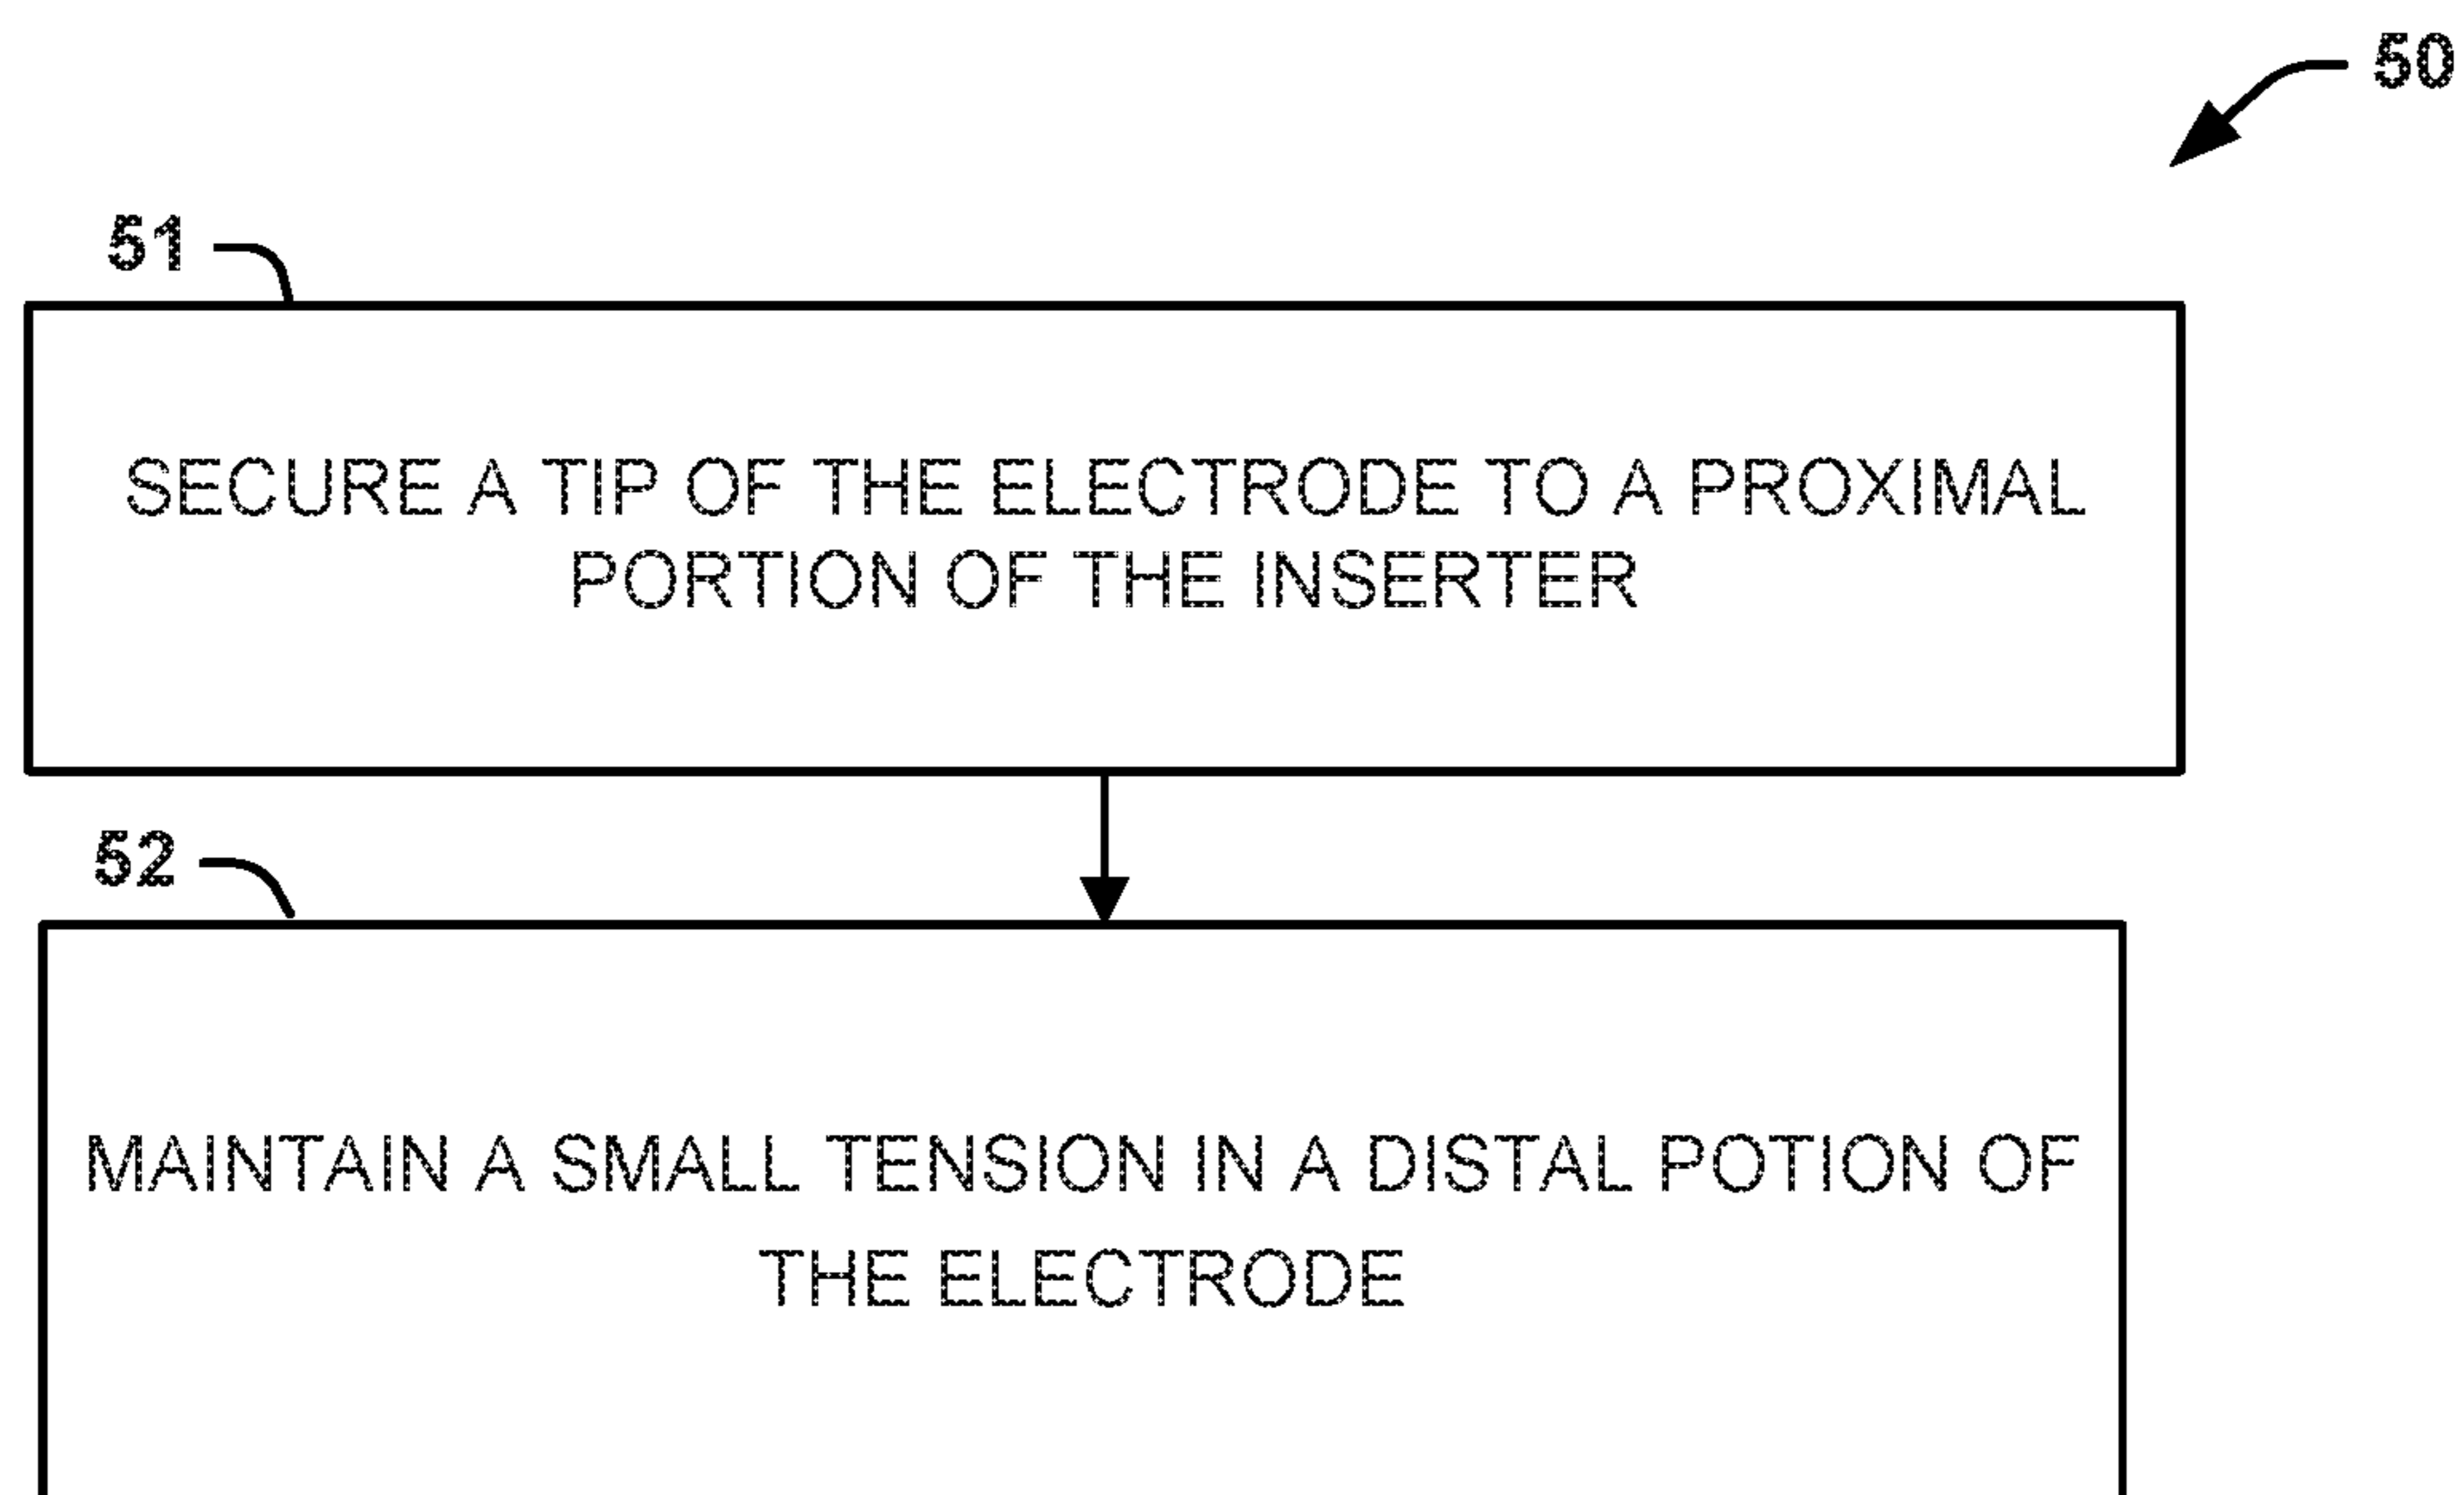 50
51
SECURE A TIP OF THE ELECTRODE TO A PROXIMAL
PORTION OF THE INSERTER
52
MAINTAIN A SMALL TENSION IN A DISTAL POTION OF
THE ELECTRODE